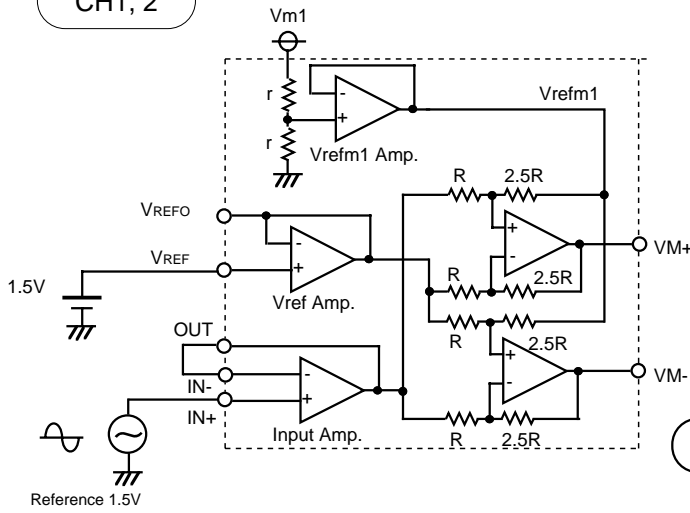 CH1, 2
Vm1
r
r
-
+
Vrefm1
Vrefm1 Amp.
R
2.5R
VREFO
VREF
-
+
Vref Amp.
1.5V
+
-
VM+
R
2.5R
R
2.5R
OUT
IN-
IN+
-
+
Input Amp.
+
-
VM-
R
2.5R
Reference 1.5V